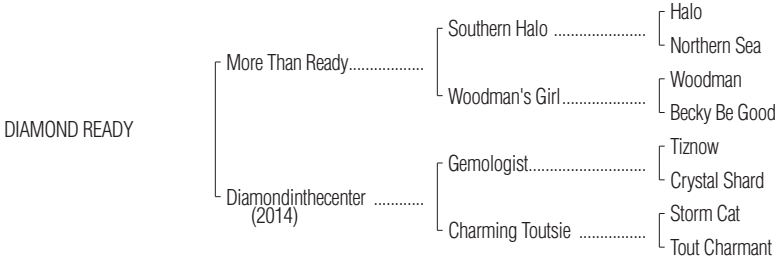 Halo
Southern Halo ......................
Northern Sea
More Than Ready..................
Woodman
Woodman's Girl....................
Becky Be Good
DIAMOND READY
Tiznow
Gemologist............................
Crystal Shard
Diamondinthecenter ............
(2014)
Storm Cat
Charming Toutsie ................
Tout Charmant